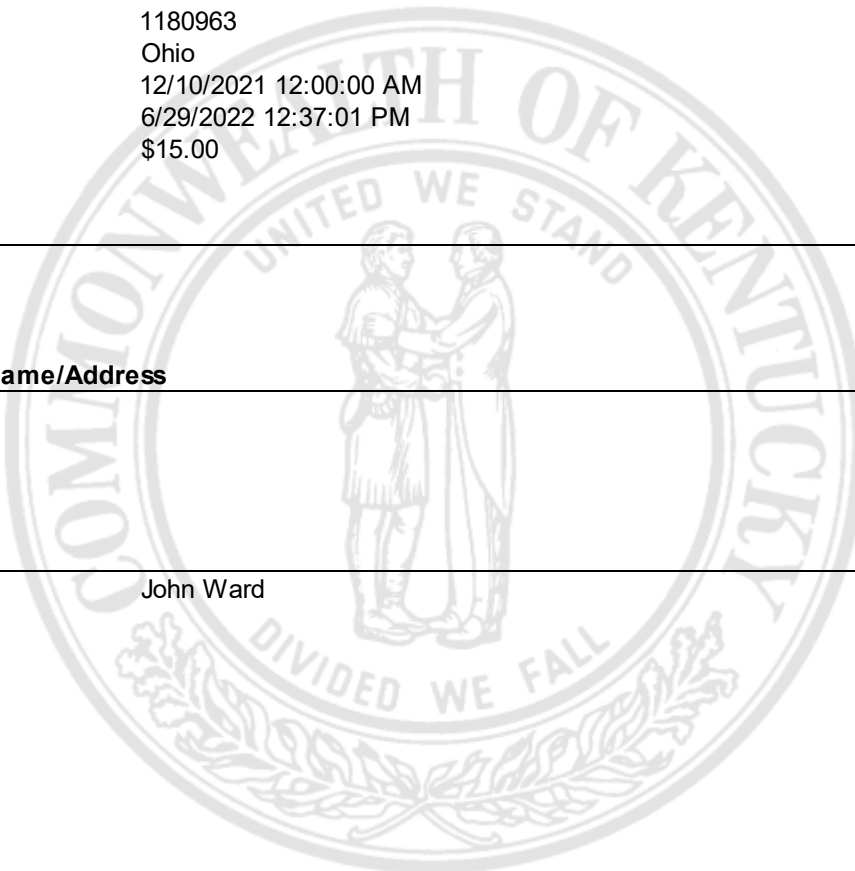 1180963
Ohio
12/10/2021 12:00:00 AM
6/29/2022 12:37:01 PM
$15.00
COMMONWEALTH OF KENTUCKY
UNITED WE STAND
ame/Address
John Ward
DIVIDED WE FALL